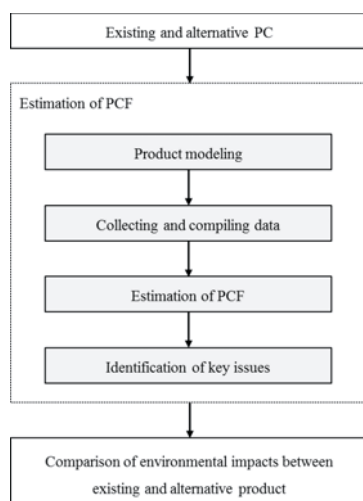 Existing and alternative PC
Estimation of PCF
Product modeling
Collecting and compiling data
Estimation of PCF
Identification of key issues
Comparison of environmental impacts between
existing and alternative product